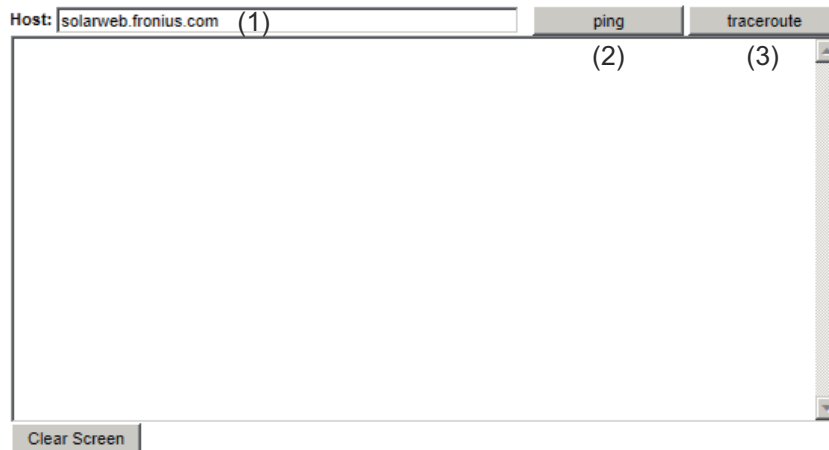 Host: solarweb.fronius.com (1) ping traceroute
(2) (3)
Clear Screen